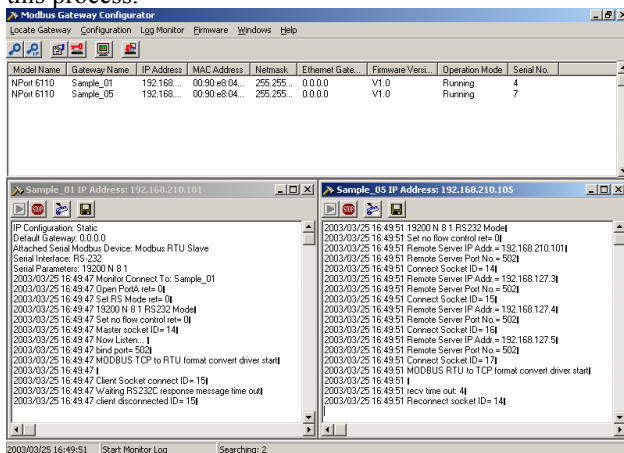 this process.
Modbus Gateway Configurator
Locate Gateway Configuration Log Monitor Firmware Windows Help
Model Name Gateway Name IP Address MAC Address Netmask Ethernet Gate... Firmware Versi... Operation Mode Serial No.
NPort 6110 Sample_01 192.168.... 00:90:e8:04... 255.255... 0.0.0.0 V1.0 Running 4
NPort 6110 Sample_05 192.168.... 00:90:e8:04... 255.255... 0.0.0.0 V1.0 Running 7
Sample_01 IP Address: 192.168.210.101
IP Configuration: Static
Default Gateway: 0.0.0.0
Attached Serial Modbus Device: Modbus RTU Slave
Serial Interface: RS-232
Serial Parameters: 19200 N 8 1
2003/03/25 16:49:47 Monitor Connect To: Sample_01
2003/03/25 16:49:47 Open PortA ret= 0
2003/03/25 16:49:47 Set RS Mode ret= 0
2003/03/25 16:49:47 19200 N 8 1 RS232 Mode
2003/03/25 16:49:47 Set no flow control ret= 0
2003/03/25 16:49:47 Master socket ID= 14
2003/03/25 16:49:47 Now Listen...
2003/03/25 16:49:47 bind port= 502
2003/03/25 16:49:47 MODBUS TCP to RTU format convert driver start
2003/03/25 16:49:47
2003/03/25 16:49:47 Client Socket connect ID= 15
2003/03/25 16:49:47 Waiting RS232C response message time out
2003/03/25 16:49:47 client disconnected ID= 15
Sample_05 IP Address: 192.168.210.105
2003/03/25 16:49:51 19200 N 8 1 RS232 Mode
2003/03/25 16:49:51 Set no flow control ret= 0
2003/03/25 16:49:51 Remote Server IP Addr.= 192.168.210.101
2003/03/25 16:49:51 Remote Server Port No.= 502
2003/03/25 16:49:51 Connect Socket ID= 14
2003/03/25 16:49:51 Remote Server IP Addr.= 192.168.127.3
2003/03/25 16:49:51 Remote Server Port No.= 502
2003/03/25 16:49:51 Connect Socket ID= 15
2003/03/25 16:49:51 Remote Server IP Addr.= 192.168.127.4
2003/03/25 16:49:51 Remote Server Port No.= 502
2003/03/25 16:49:51 Connect Socket ID= 16
2003/03/25 16:49:51 Remote Server IP Addr.= 192.168.127.5
2003/03/25 16:49:51 Remote Server Port No.= 502
2003/03/25 16:49:51 Connect Socket ID= 17
2003/03/25 16:49:51 MODBUS RTU to TCP format convert driver start
2003/03/25 16:49:51
2003/03/25 16:49:51 recv time out: 4
2003/03/25 16:49:51 Reconnect socket ID= 14
2003/03/25 16:49:51 Start Monitor Log Searching: 2